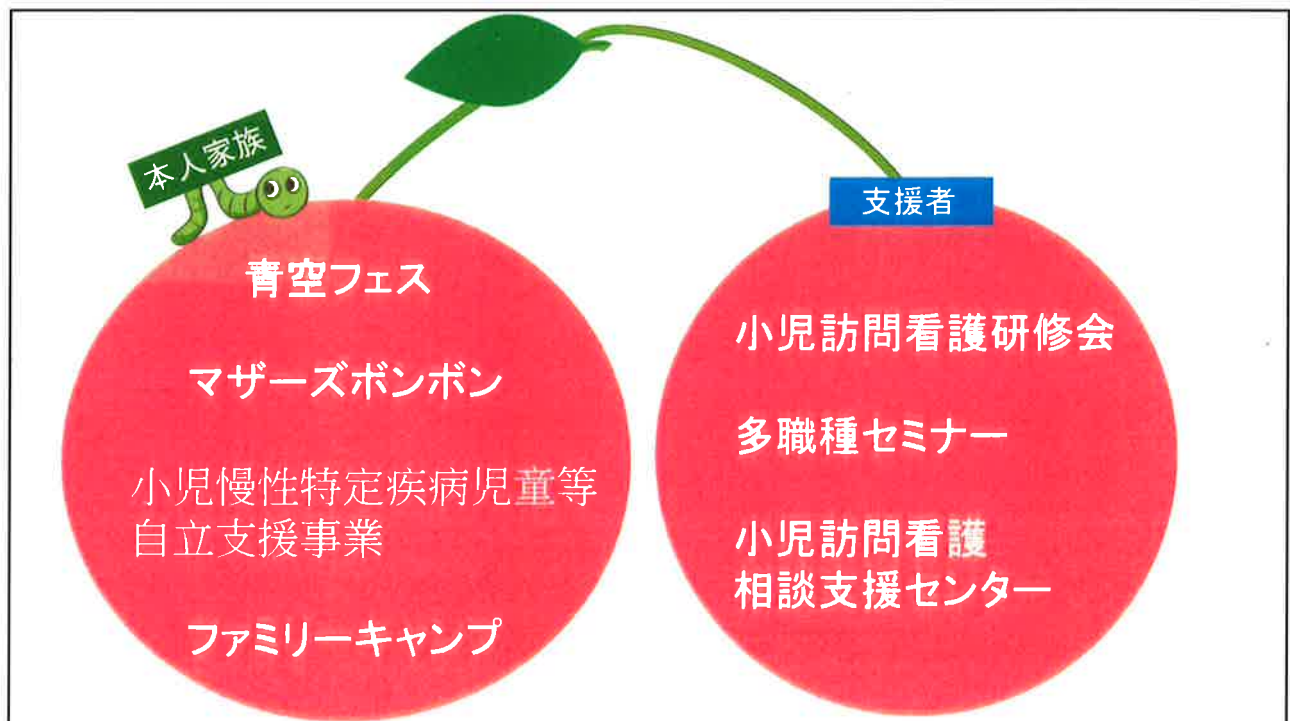 本人家族
青空フェス
マザーズボンボン
小児慢性特定疾病児童等
自立支援事業
ファミリーキャンプ
支援者
小児訪問看護研修会
多職種セミナー
小児訪問看護
相談支援センター